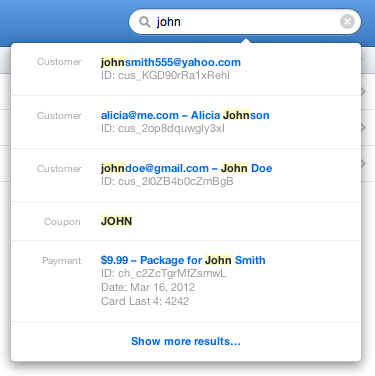 john
Customer
johnsmith555@yahoo.com
ID: cus_KGD90rRa1xRehI
Customer
alicia@me.com – Alicia Johnson
ID: cus_2op8dquwgly3xI
Customer
johndoe@gmail.com – John Doe
ID: cus_2l0ZB4b0cZmBgB
Coupon
JOHN
Payment
$9.99 – Package for John Smith
ID: ch_c2ZcTgrMfZsmwL
Date: Mar 16, 2012
Card Last 4: 4242
Show more results…